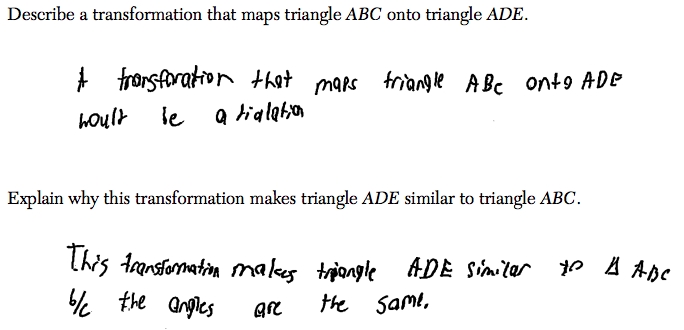 Describe a transformation that maps triangle ABC onto triangle ADE.
A transforation that maps triangle ABC onto ADE
would be a dialation
Explain why this transformation makes triangle ADE similar to triangle ABC.
This transformation makes triangle ADE similar to Δ ABC
b/c the angles are the same.